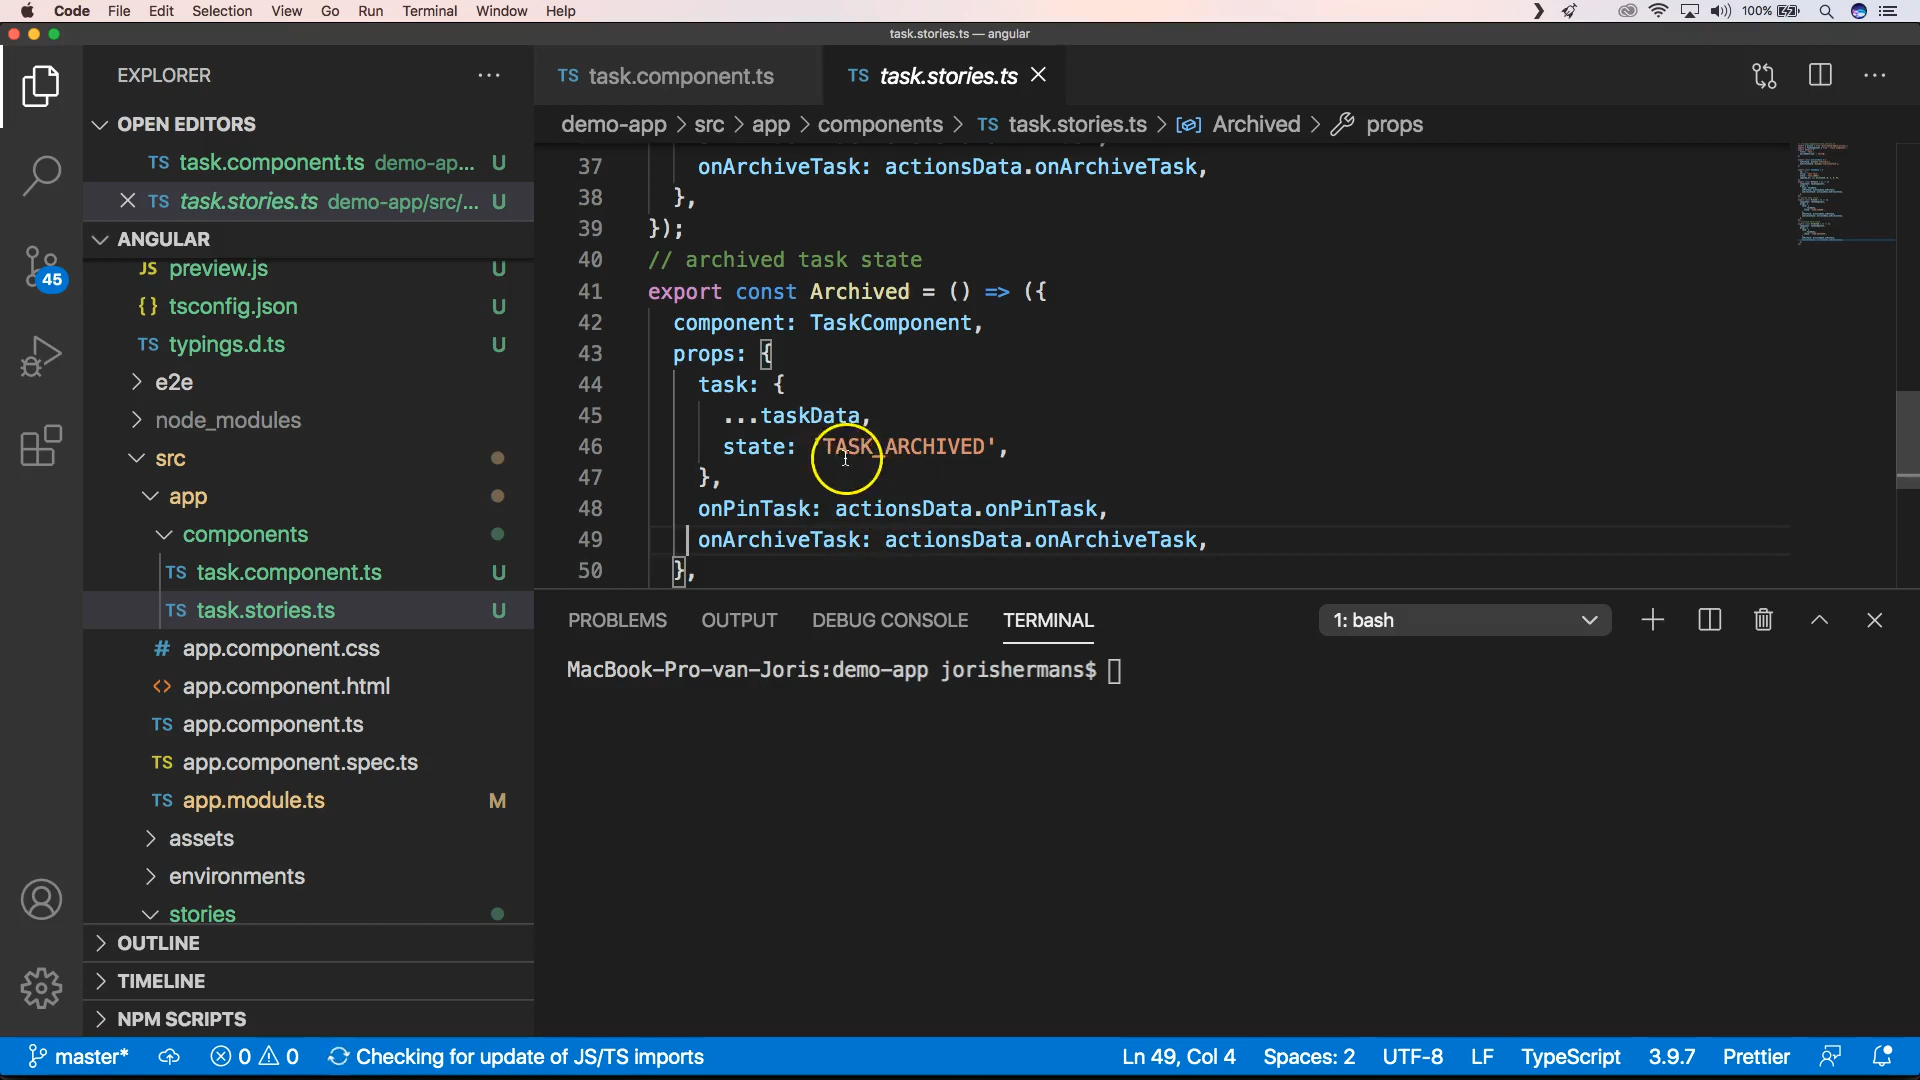 Code File Edit Selection View Go Run Terminal Window Help 100%
task.stories.ts — angular
EXPLORER
TS task.component.ts
TS task.stories.ts
OPEN EDITORS
TS task.component.ts demo-ap... U
TS task.stories.ts demo-app/src/... U
ANGULAR
JS preview.js U
{} tsconfig.json U
TS typings.d.ts U
e2e
node_modules
src
app
components
TS task.component.ts U
TS task.stories.ts U
# app.component.css
<> app.component.html
TS app.component.ts
TS app.component.spec.ts
TS app.module.ts M
assets
environments
stories
OUTLINE
TIMELINE
NPM SCRIPTS
45
demo-app > src > app > components > TS task.stories.ts > Archived > props
37 onArchiveTask: actionsData.onArchiveTask,
38 },
39 });
40 // archived task state
41 export const Archived = () => ({
42 component: TaskComponent,
43 props: {
44 task: {
45 ...taskData,
46 state: 'TASK_ARCHIVED',
47 },
48 onPinTask: actionsData.onPinTask,
49 onArchiveTask: actionsData.onArchiveTask,
50 },
PROBLEMS OUTPUT DEBUG CONSOLE TERMINAL 1: bash
MacBook-Pro-van-Joris:demo-app jorishermans$
master* 0 0 Checking for update of JS/TS imports Ln 49, Col 4 Spaces: 2 UTF-8 LF TypeScript 3.9.7 Prettier